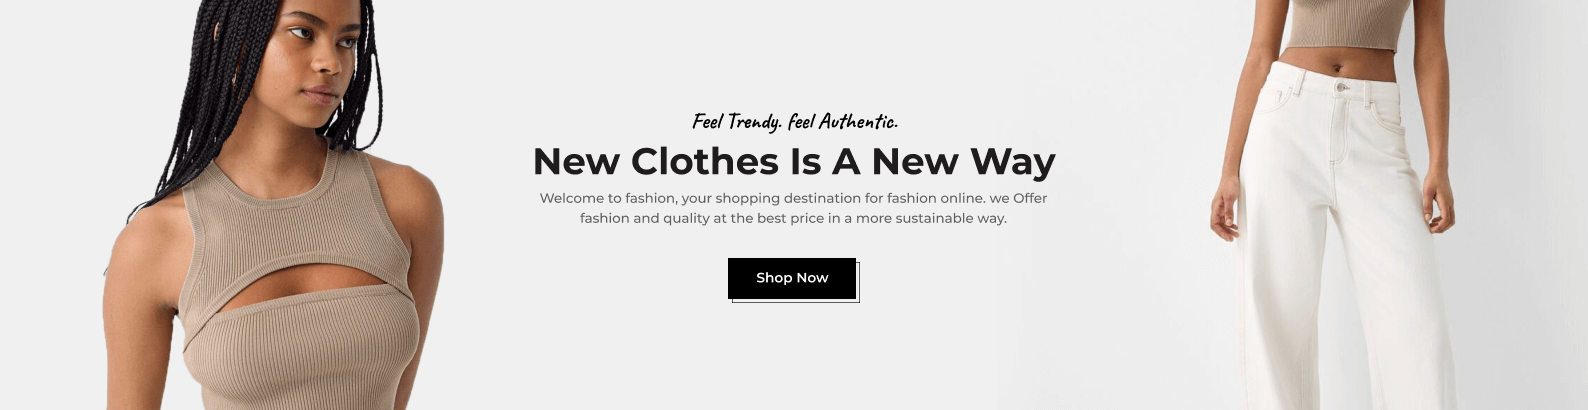 Feel Trendy. feel Authentic.
New Clothes Is A New Way
Welcome to fashion, your shopping destination for fashion online. we Offer
fashion and quality at the best price in a more sustainable way.
Shop Now